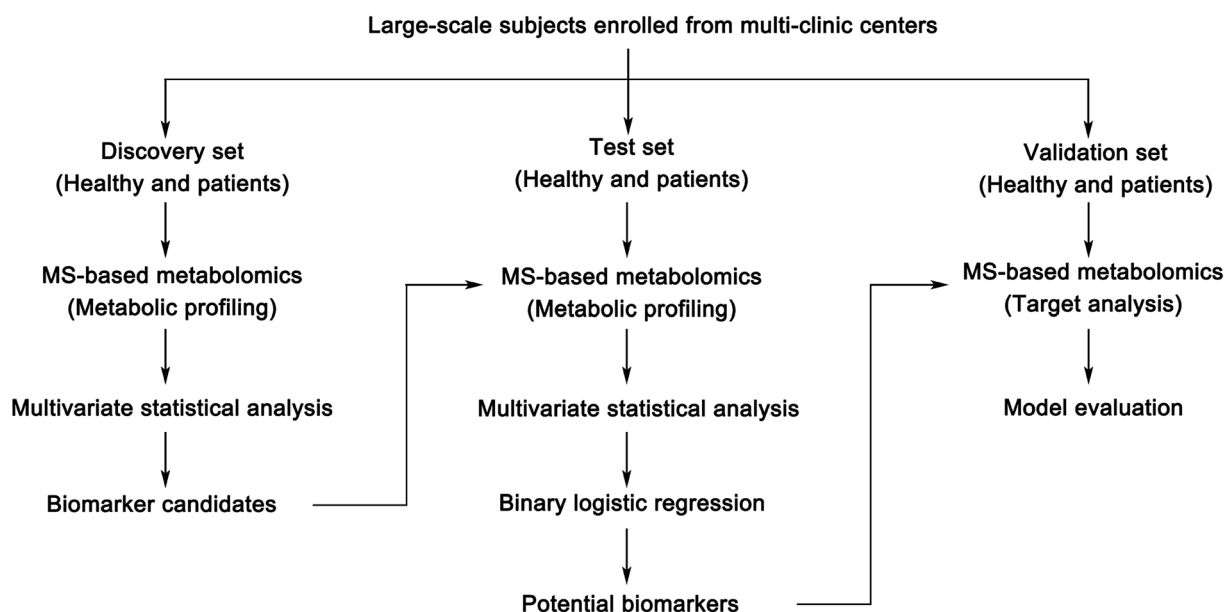 Large-scale subjects enrolled from multi-clinic centers
Discovery set
(Healthy and patients)
MS-based metabolomics
(Metabolic profiling)
Multivariate statistical analysis
Biomarker candidates
Test set
(Healthy and patients)
MS-based metabolomics
(Metabolic profiling)
Multivariate statistical analysis
Binary logistic regression
Potential biomarkers
Validation set
(Healthy and patients)
MS-based metabolomics
(Target analysis)
Model evaluation